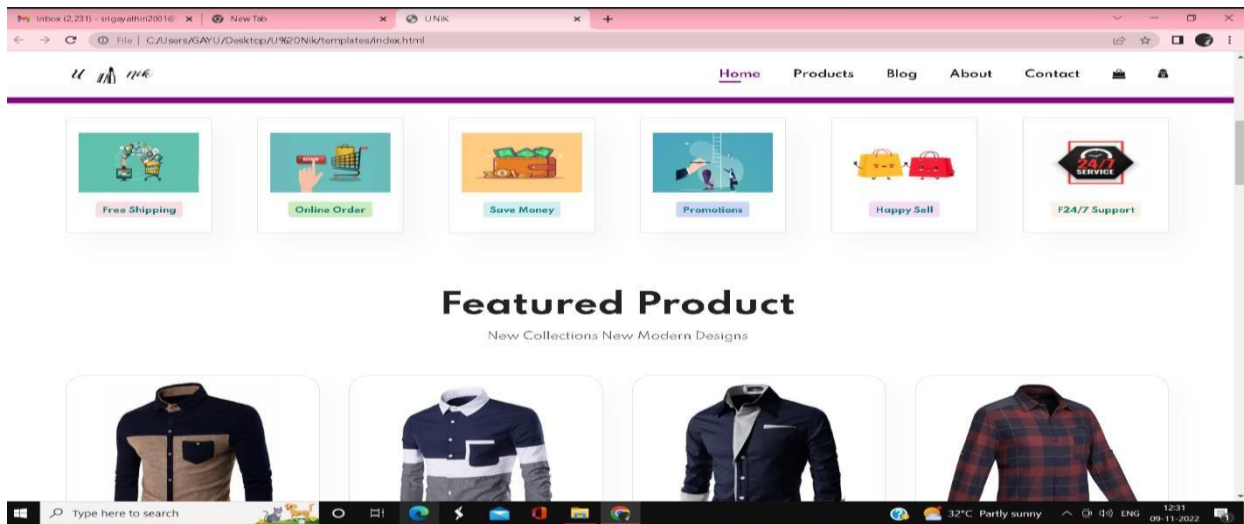 Inbox (2,231) - srigayathiri2001@
New Tab
UNIK
File | C:/Users/GAYU/Desktop/U%20Nik/templates/index.html
U nik
Home Products Blog About Contact
24/7
SERVICE
Free Shipping
Online Order
Save Money
Promotions
Happy Sell
F24/7 Support
Featured Product
New Collections New Modern Designs
Type here to search
32°C Partly sunny
ENG
12:31
09-11-2022